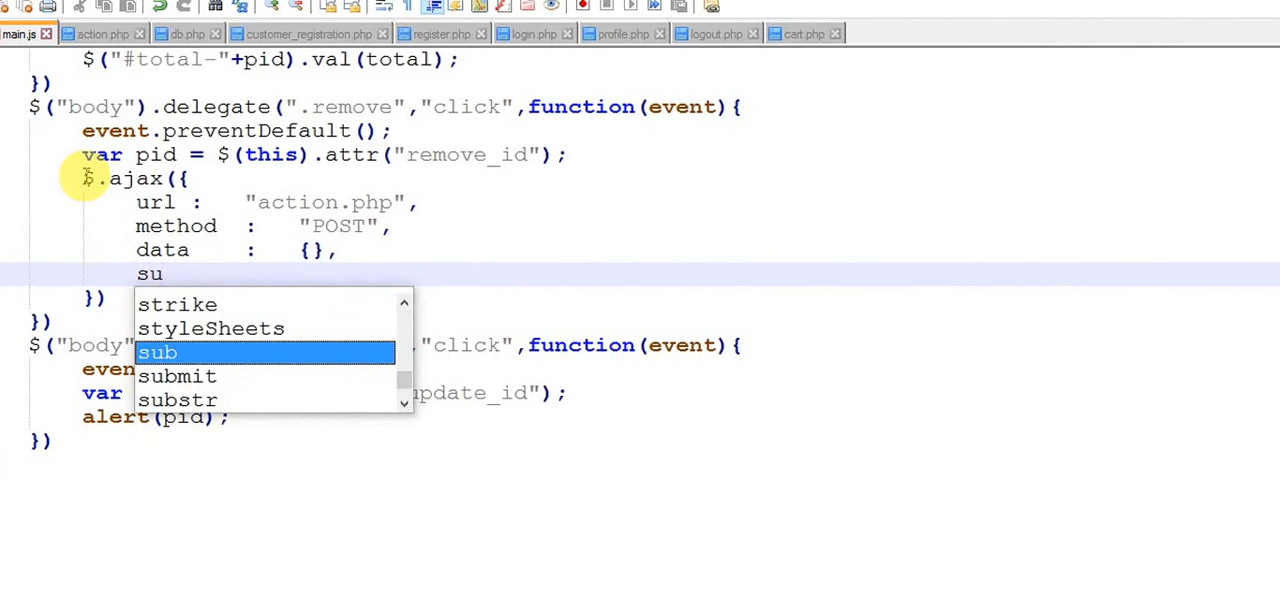 main.js action.php db.php customer_registration.php register.php login.php profile.php logout.php cart.php
$("#total-"+pid).val(total);
})
$("body").delegate(".remove","click",function(event){
event.preventDefault();
var pid = $(this).attr("remove_id");
$.ajax({
url : "action.php",
method : "POST",
data : {},
su
})
strike
})
styleSheets
$("body" "click",function(event){
sub
even
submit
var update_id");
substr
alert(pid);
})